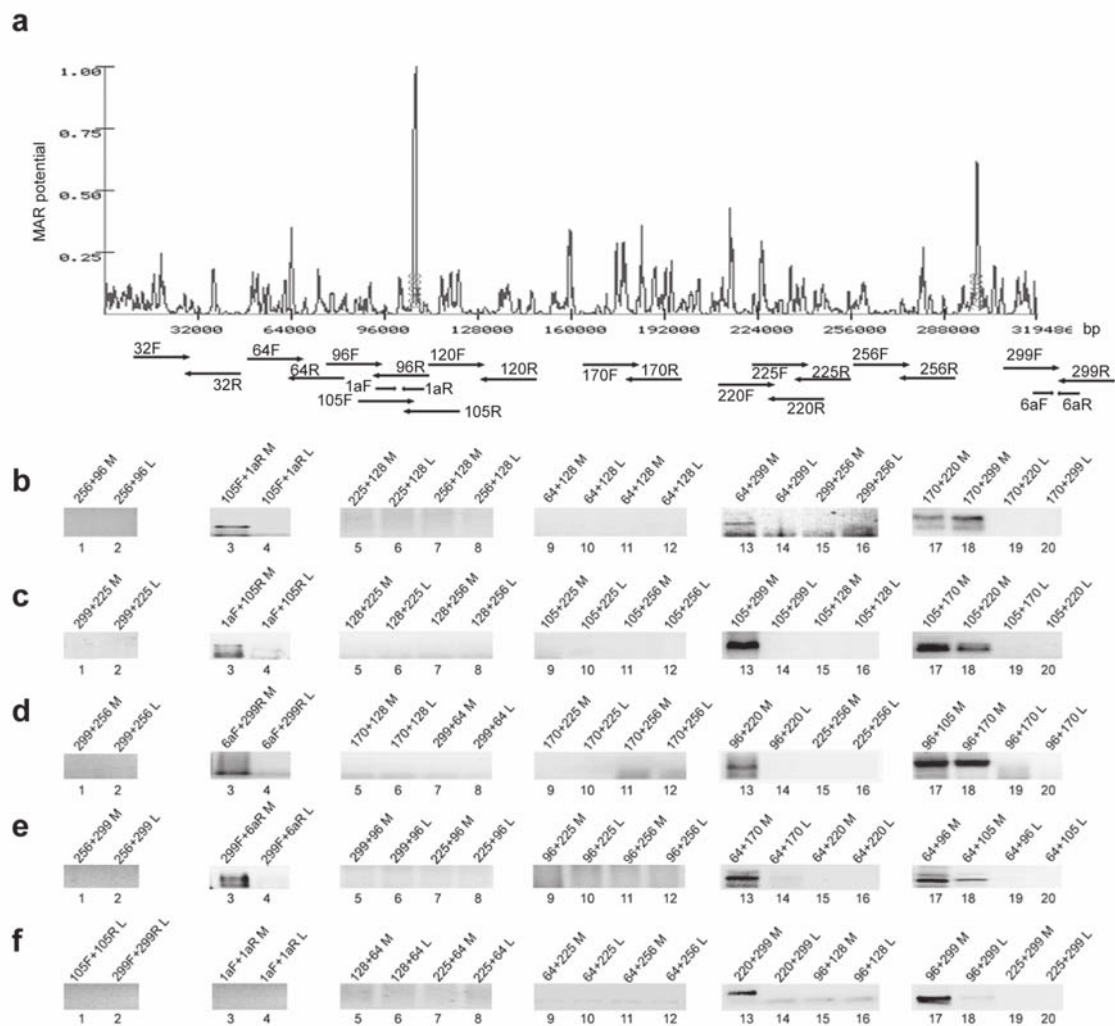 a
MAR potential
1.00
0.75
0.50
0.25
32000 64000 96000 128000 160000 192000 224000 256000 288000 319486 bp
32F 64F 96F 120F 170F 225F 256F 299F
32R 64R 96R 120R 170R 225R 256R 299R
1aF 1aR 220F 6aF 6aR
105F 105R 220R
b
256+96 M 256+96 L 105F+1aR M 105F+1aR L 225+128 M 225+128 L 256+128 M 256+128 L 64+128 M 64+128 L 64+128 M 64+128 L 64+299 M 64+299 L 299+256 M 299+256 L 170+220 M 170+299 M 170+220 L 170+299 L
1 2 3 4 5 6 7 8 9 10 11 12 13 14 15 16 17 18 19 20
c
299+225 M 299+225 L 1aF+105R M 1aF+105R L 128+225 M 128+225 L 128+256 M 128+256 L 105+225 M 105+225 L 105+256 M 105+256 L 105+299 M 105+299 L 105+128 M 105+128 L 105+170 M 105+220 M 105+170 L 105+220 L
1 2 3 4 5 6 7 8 9 10 11 12 13 14 15 16 17 18 19 20
d
299+256 M 299+256 L 6aF+299R M 6aF+299R L 170+128 M 170+128 L 299+64 M 299+64 L 170+225 M 170+225 L 170+256 M 170+256 L 96+220 M 96+220 L 225+256 M 225+256 L 96+105 M 96+170 M 96+170 L 96+170 L
1 2 3 4 5 6 7 8 9 10 11 12 13 14 15 16 17 18 19 20
e
256+299 M 256+299 L 299F+6aR M 299F+6aR L 299+96 M 299+96 L 225+96 M 225+96 L 96+225 M 96+225 L 96+256 M 96+256 L 64+170 M 64+170 L 64+220 M 64+220 L 64+96 M 64+105 M 64+96 L 64+105 L
1 2 3 4 5 6 7 8 9 10 11 12 13 14 15 16 17 18 19 20
f
105F+105R L 299F+299R L 1aF+1aR M 1aF+1aR L 128+64 M 128+64 L 225+64 M 225+64 L 64+225 M 64+225 L 64+256 M 64+256 L 220+299 M 220+299 L 96+128 M 96+128 L 96+299 M 96+299 L 225+299 M 225+299 L
1 2 3 4 5 6 7 8 9 10 11 12 13 14 15 16 17 18 19 20